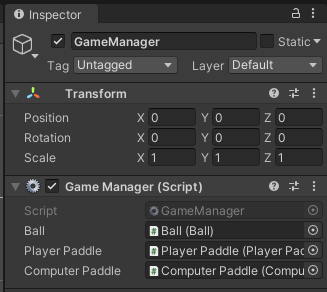 Inspector
GameManager Static
Tag Untagged Layer Default
Transform
Position X 0 Y 0 Z 0
Rotation X 0 Y 0 Z 0
Scale X 1 Y 1 Z 1
Game Manager (Script)
Script GameManager
Ball Ball (Ball)
Player Paddle Player Paddle (Player Pad
Computer Paddle Computer Paddle (Compu